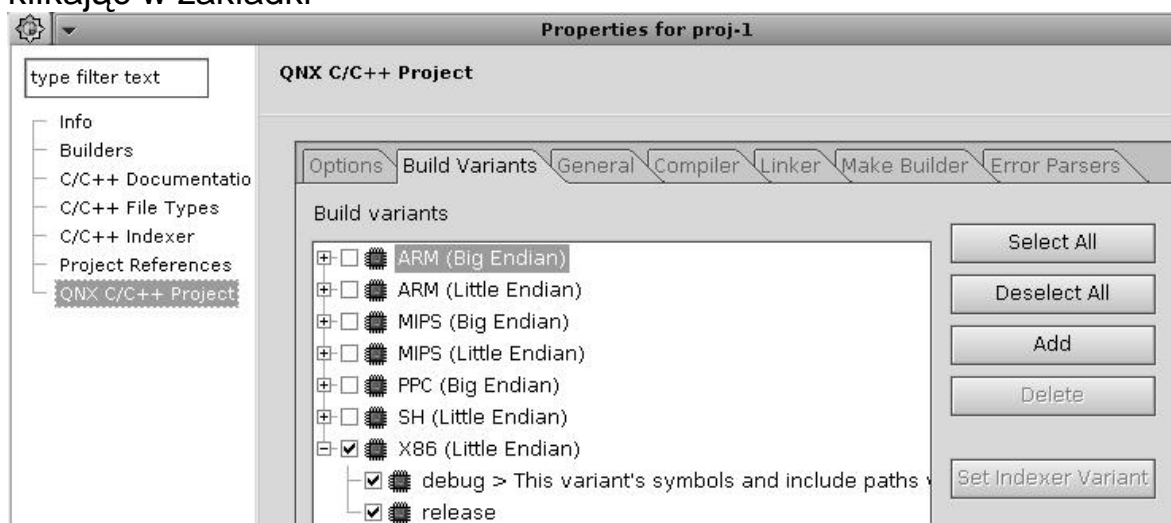 klikając w zakładki
Properties for proj-1
type filter text
QNX C/C++ Project
Info
Builders
C/C++ Documentatio
C/C++ File Types
C/C++ Indexer
Project References
QNX C/C++ Project
Options Build Variants General Compiler Linker Make Builder Error Parsers
Build variants
ARM (Big Endian)
ARM (Little Endian)
MIPS (Big Endian)
MIPS (Little Endian)
PPC (Big Endian)
SH (Little Endian)
X86 (Little Endian)
debug > This variant's symbols and include paths
release
Select All
Deselect All
Add
Delete
Set Indexer Variant